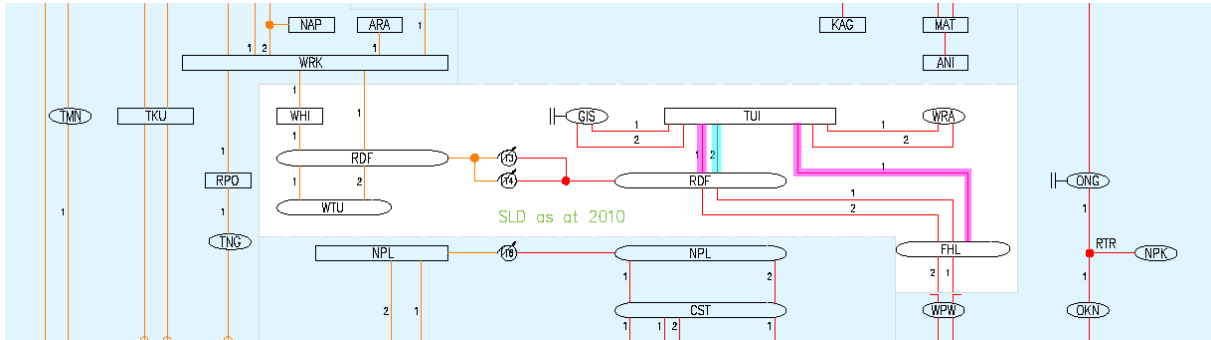 NAP ARA 1 KAG MAT
1 2 1
WRK ANI
1
TMN TKU WHI 1 GIS 1 TUI 1 WRA
2 2
1 1 RDF T3 1 2 1
RPO 1 2 T4 RDF 1 ONG
1 1 WTU SLD as at 2010 2 1
TNG RTR
NPL T6 NPL FHL NPK
1 2 2 1 1
2 1 CST WPW OKN
1 1 2 1